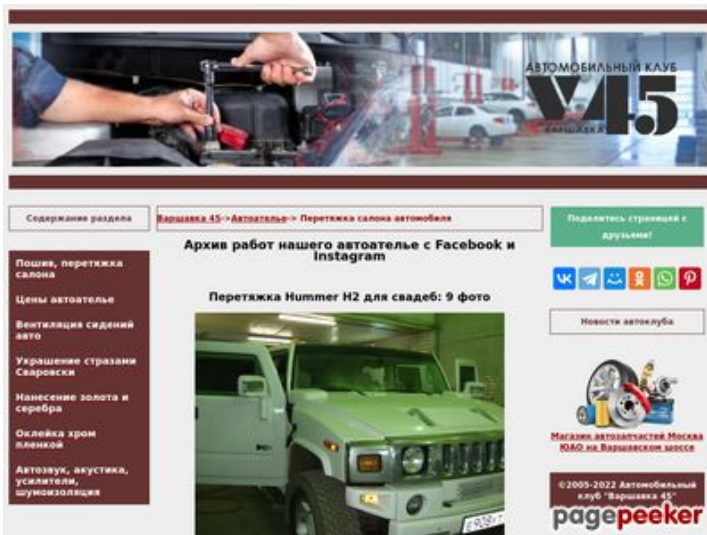 АВТОМОБИЛЬНЫЙ КЛУБ
V45
ВАРШАВКА
Содержание раздела
Пошив, перетяжка
салона
Цены автоателье
Вентиляция сидений
авто
Украшение стразами
Сваровски
Нанесение золота и
серебра
Оклейка хром
пленкой
Автозвук, акустика,
усилители,
шумоизоляция
Варшавка 45->Автоателье-> Перетяжка салона автомобиля
Архив работ нашего автоателье с Facebook и
Instagram
Перетяжка Hummer H2 для свадеб: 9 фото
Поделитесь страницей с
друзьями!
Новости автоклуба
Магазин автозапчастей Москва
ЮАО на Варшавском шоссе
©2005-2022 Автомобильный
клуб "Варшавка 45"
pagepeeker